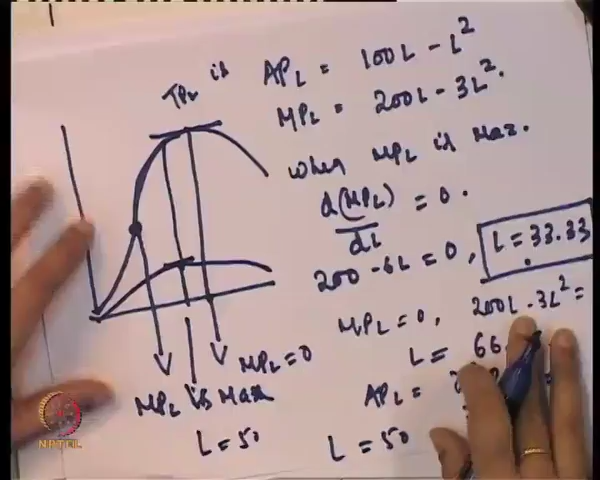 TPL is
APL = 100L - L²
MPL = 200L - 3L².
when MPL is Max.
d(MPL)/dL = 0.
200 - 6L = 0, L = 33.33
MPL = 0, 200L - 3L² =
L = 66
APL =
MPL = 0
MPL is Max
L = 50
L = 50
NPTEL